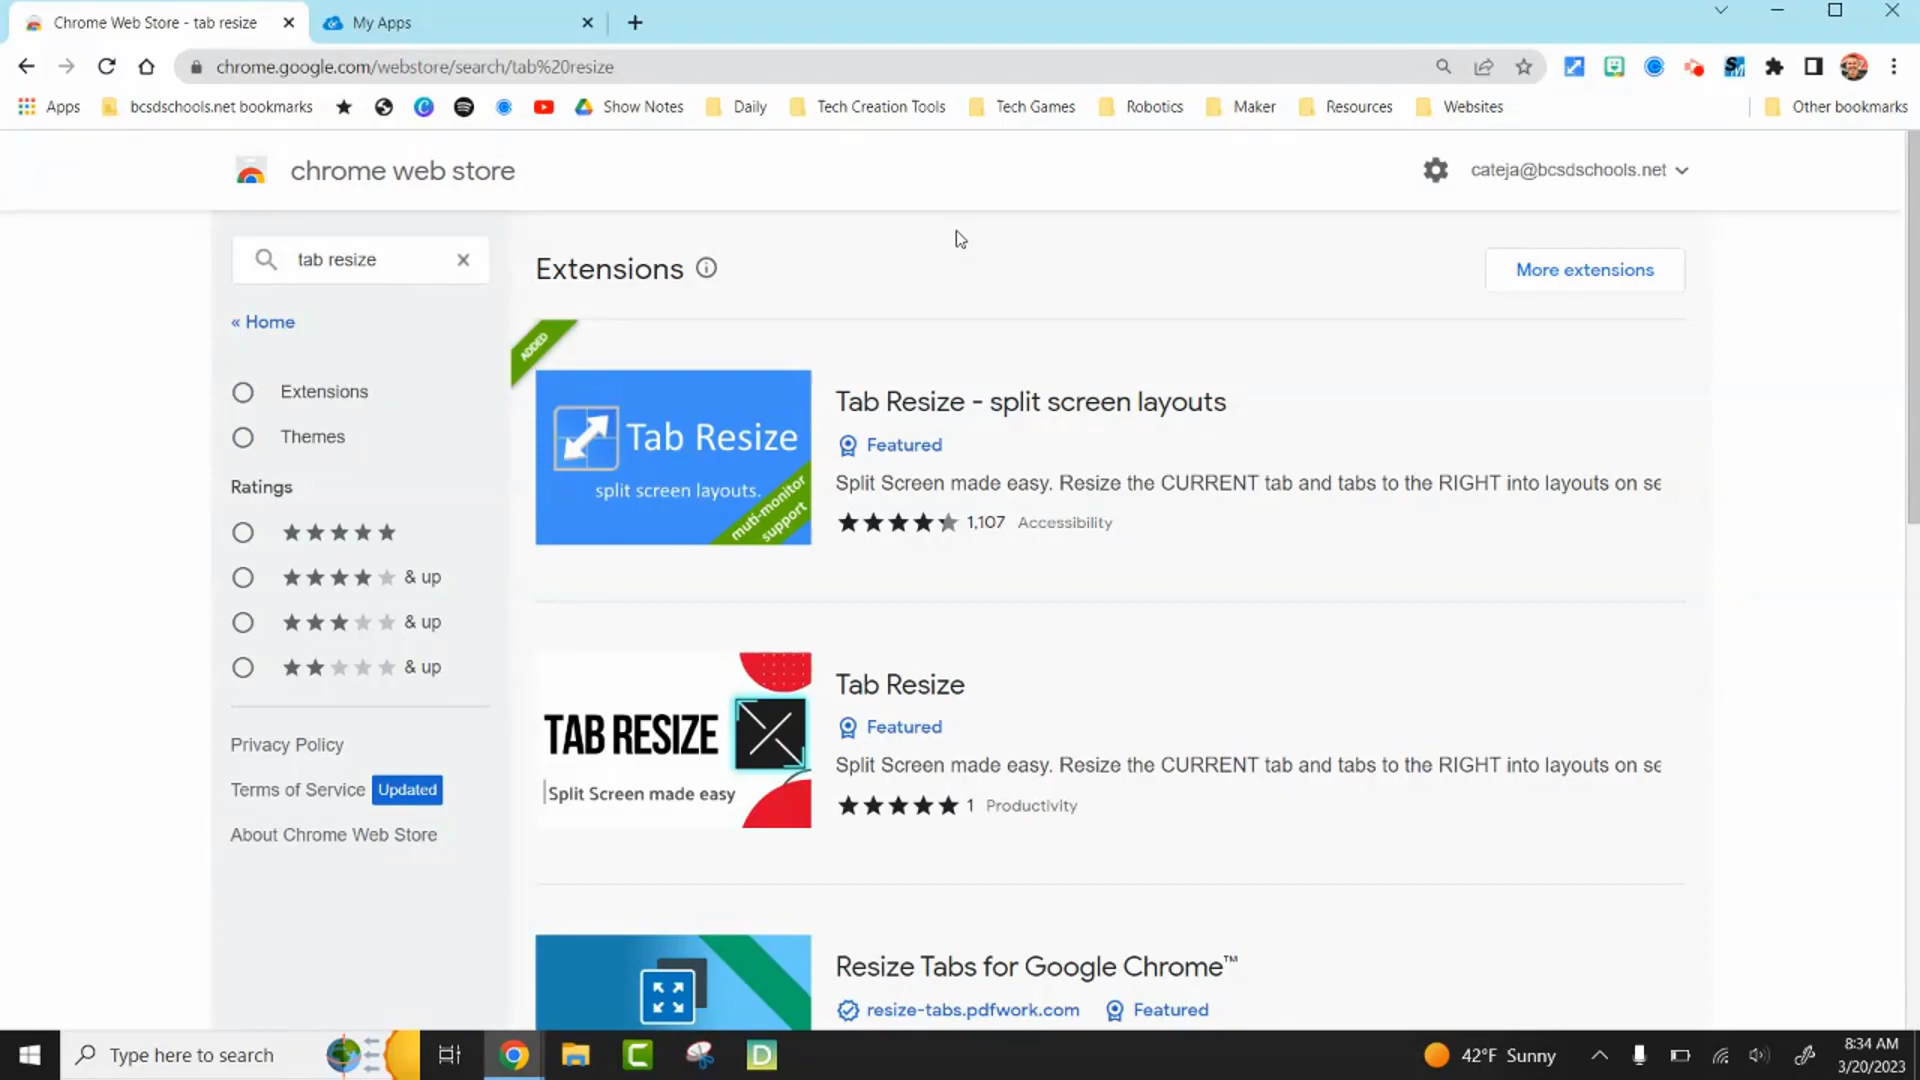 Chrome Web Store - tab resize
My Apps
chrome.google.com/webstore/search/tab%20resize
Apps
bcsdschools.net bookmarks
Show Notes
Daily
Tech Creation Tools
Tech Games
Robotics
Maker
Resources
Websites
Other bookmarks
chrome web store
cateja@bcsdschools.net
tab resize
« Home
Extensions
Themes
Ratings
& up
& up
& up
Privacy Policy
Terms of Service Updated
About Chrome Web Store
Extensions
More extensions
ADDED
Tab Resize
split screen layouts.
muti-monitor
support
Tab Resize - split screen layouts
Featured
Split Screen made easy. Resize the CURRENT tab and tabs to the RIGHT into layouts on se
1,107 Accessibility
TAB RESIZE
Split Screen made easy
Tab Resize
Featured
Split Screen made easy. Resize the CURRENT tab and tabs to the RIGHT into layouts on se
1 Productivity
Resize Tabs for Google Chrome™
resize-tabs.pdfwork.com
Featured
Type here to search
42°F Sunny
8:34 AM
3/20/2023